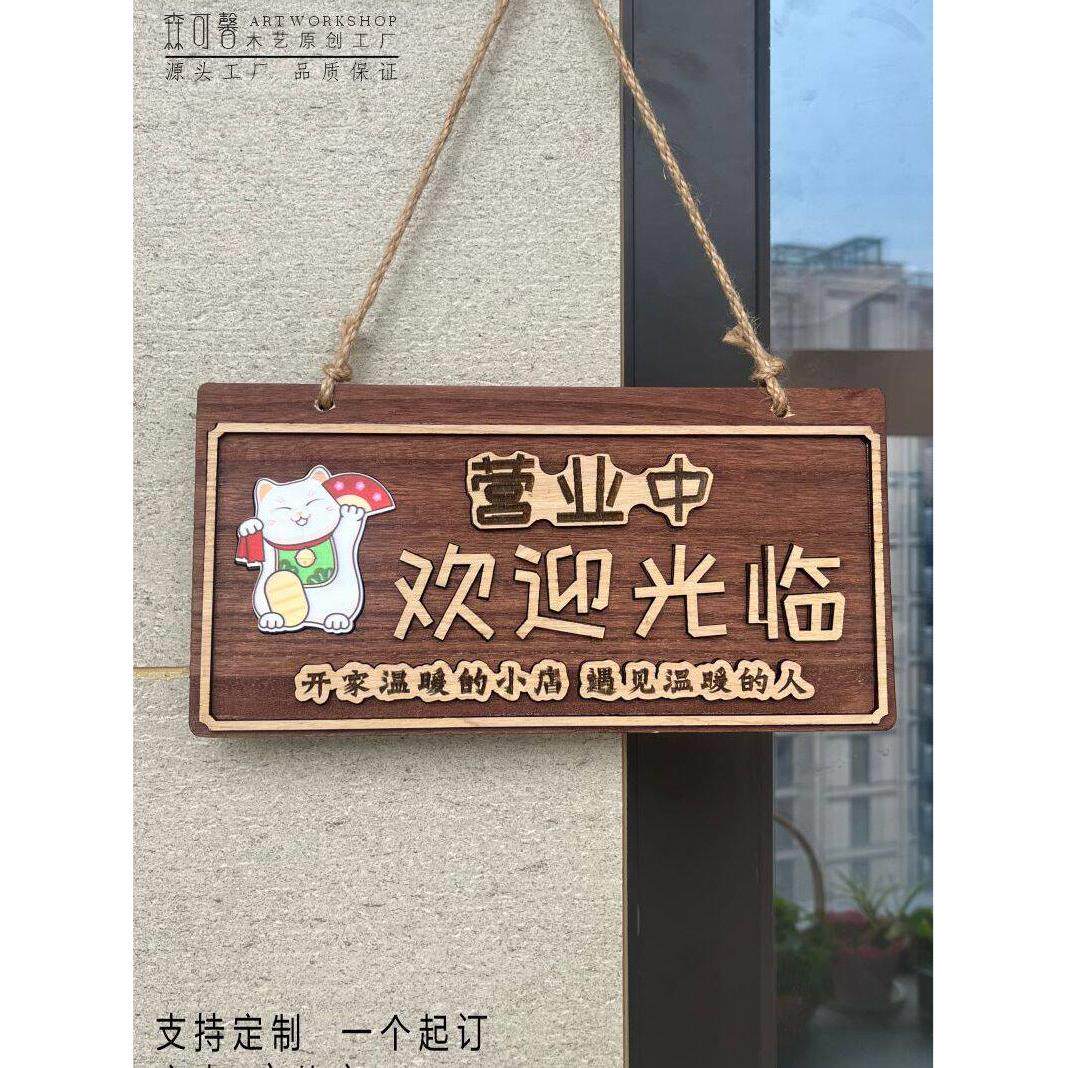 森可馨 ART WORKSHOP
木艺原创工厂
源头工厂 品质保证
营业中
欢迎光临
开家温暖的小店 遇见温暖的人
支持定制 一个起订